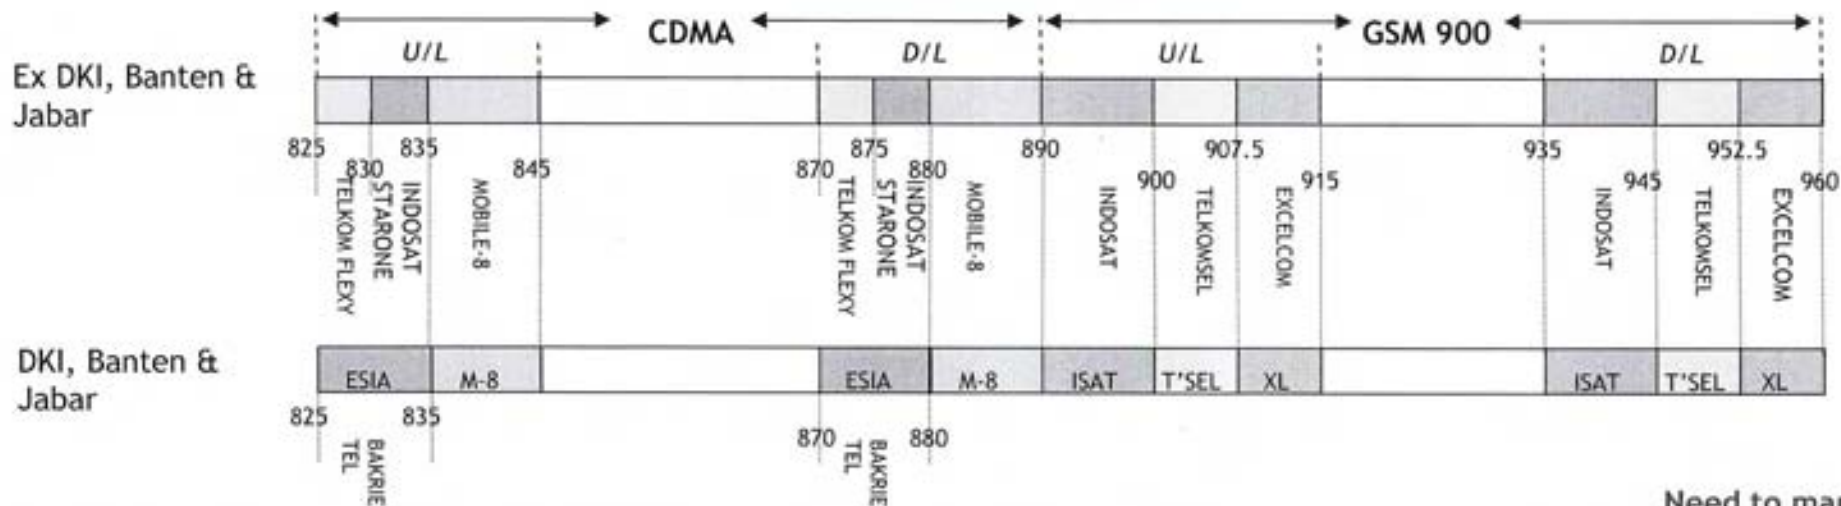 CDMA
GSM 900
U/L
D/L
U/L
D/L
Ex DKI, Banten &
Jabar
825
835
875
890
907.5
935
952.5
830
845
870
880
900
915
945
960
TELKOM FLEXY
STARONE
INDOSAT
MOBILE-8
TELKOM FLEXY
STARONE
INDOSAT
MOBILE-8
INDOSAT
TELKOMSEL
EXCELCOM
INDOSAT
TELKOMSEL
EXCELCOM
DKI, Banten &
Jabar
ESIA
M-8
ESIA
M-8
ISAT
T'SEL
XL
ISAT
T'SEL
XL
825
835
870
880
BAKRIE
TEL
BAKRIE
TEL
Need to